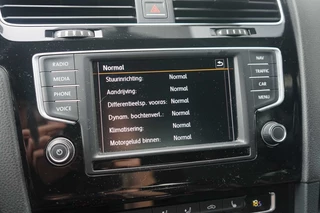 RADIO
MEDIA
PHONE
VOICE
Normal
Stuurinrichting: Normal
Aandrijving: Normal
Differentieelsp. vooras: Normal
Dynam. bochtenverl.: Normal
Klimatisering: Normal
Motorgeluid binnen: Normal
NAV
TRAFFIC
CAR
MENU